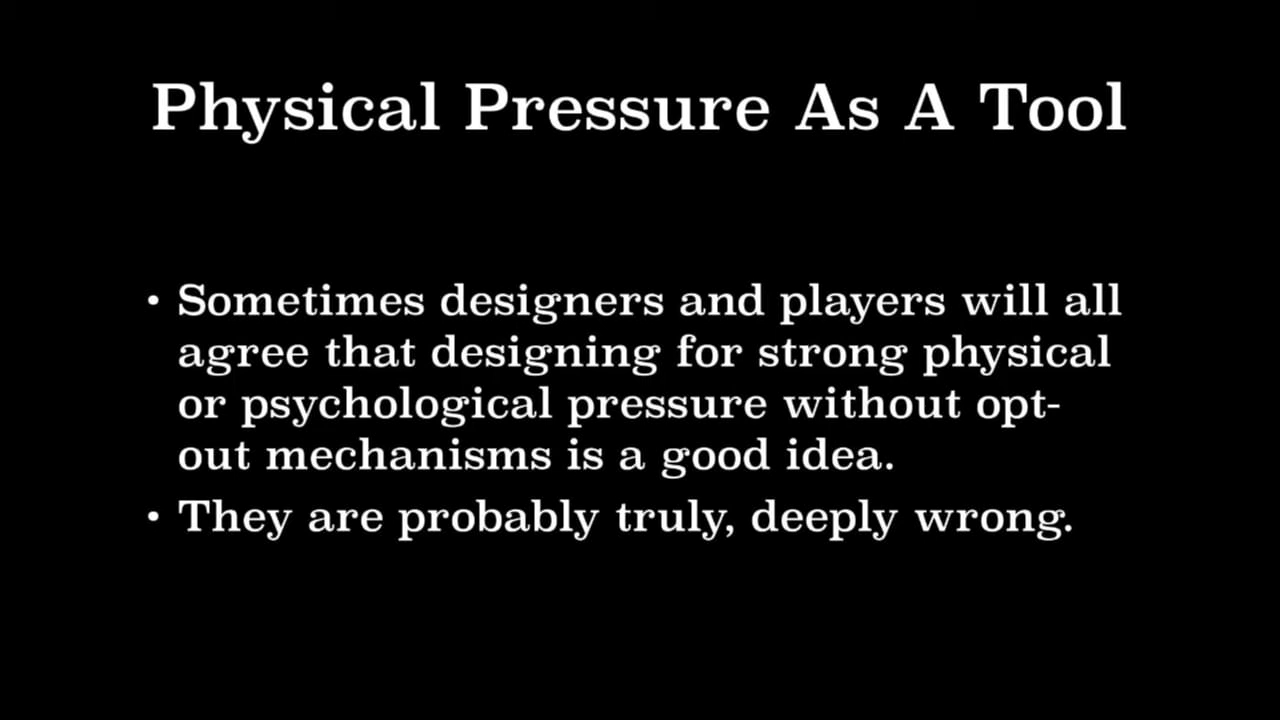 Physical Pressure As A Tool
• Sometimes designers and players will all
agree that designing for strong physical
or psychological pressure without opt-
out mechanisms is a good idea.
• They are probably truly, deeply wrong.